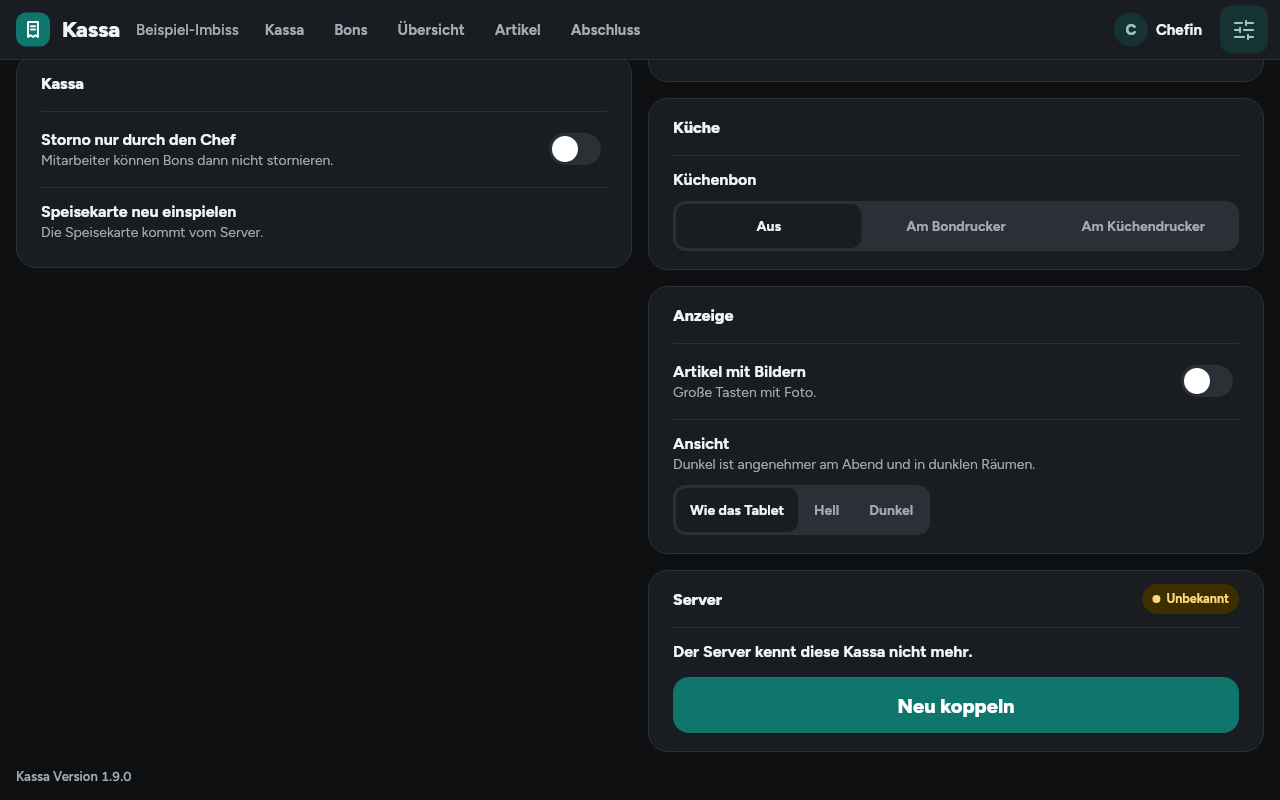 Kassa Beispiel-Imbiss Kassa Bons Übersicht Artikel Abschluss C Chefin
Kassa
Storno nur durch den Chef
Mitarbeiter können Bons dann nicht stornieren.
Speisekarte neu einspielen
Die Speisekarte kommt vom Server.
Küche
Küchenbon
Aus Am Bondrucker Am Küchendrucker
Anzeige
Artikel mit Bildern
Große Tasten mit Foto.
Ansicht
Dunkel ist angenehmer am Abend und in dunklen Räumen.
Wie das Tablet Hell Dunkel
Server Unbekannt
Der Server kennt diese Kassa nicht mehr.
Neu koppeln
Kassa Version 1.9.0